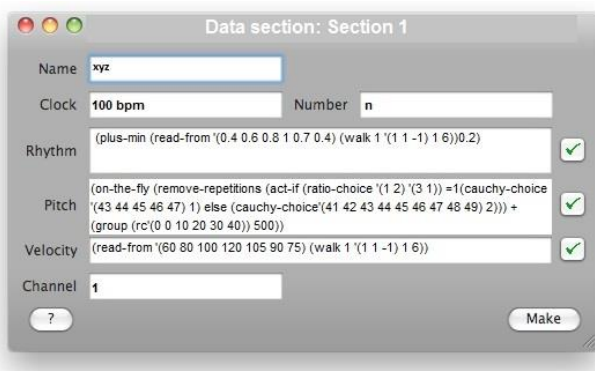 Data section: Section 1
Name xyz
Clock 100 bpm Number n
Rhythm (plus-min (read-from '(0.4 0.6 0.8 1 0.7 0.4) (walk 1 '(1 1 -1) 1 6))0.2)
(on-the-fly (remove-repetitions (act-if (ratio-choice '(1 2) '(3 1)) =1(cauchy-choice
Pitch '(43 44 45 46 47) 1) else (cauchy-choice'(41 42 43 44 45 46 47 48 49) 2))) +
(group (rc'(0 0 10 20 30 40)) 500))
Velocity (read-from '(60 80 100 120 105 90 75) (walk 1 '(1 1 -1) 1 6))
Channel 1
? Make